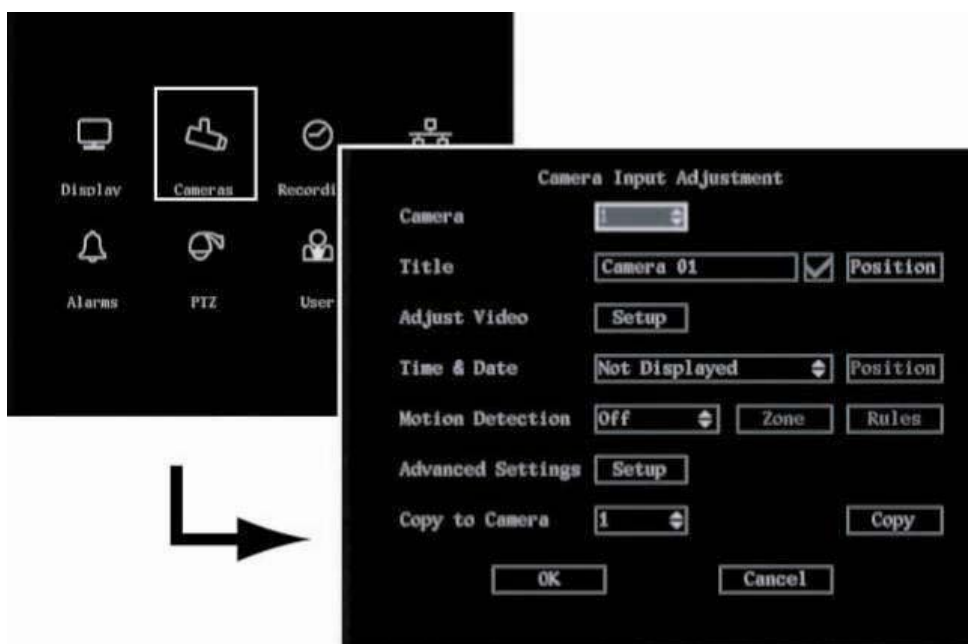 Display Cameras Recordi
Alarms PTZ User
Camera Input Adjustment
Camera 1
Title Camera 01 Position
Adjust Video Setup
Time & Date Not Displayed Position
Motion Detection Off Zone Rules
Advanced Settings Setup
Copy to Camera 1 Copy
OK Cancel